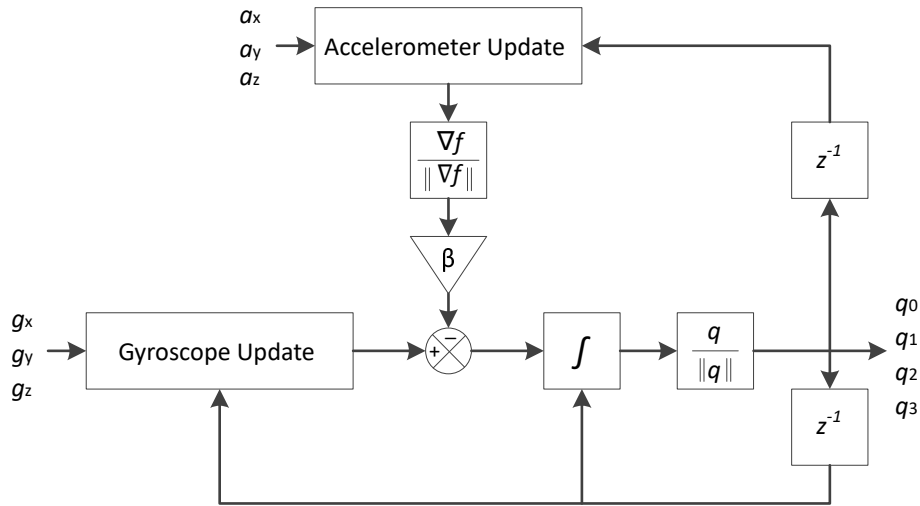 ax
ay
az
Accelerometer Update
∇f
‖ ∇f ‖
z-1
β
gx
gy
gz
Gyroscope Update
+
−
∫
q
‖ q ‖
q0
q1
q2
q3
z-1